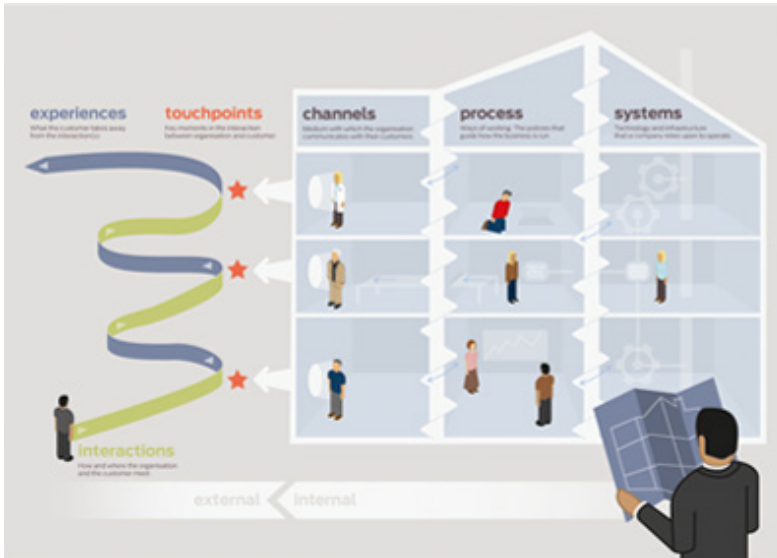 experiences
What the customer takes away
from the interaction(s)
touchpoints
Key moments in the interaction
between organisation and customer
channels
Medium with which the organisation
communicates with their customers
process
Ways of working. The policies that
guide how the business is run
systems
Technology and infrastructure
that a company relies upon to operate
interactions
How and where the organisation
and the customer meet
external
internal